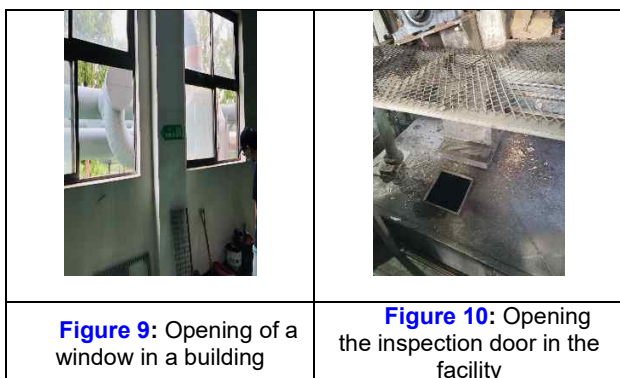 Figure 9: Opening of a
window in a building
Figure 10: Opening
the inspection door in the
facility